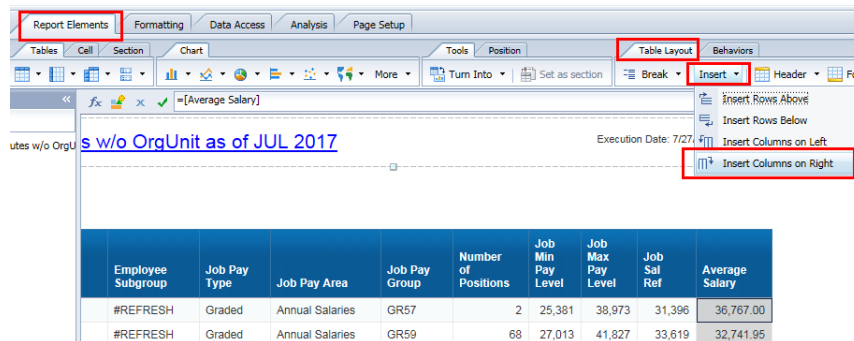 Report Elements Formatting Data Access Analysis Page Setup
Tables Cell Section Chart Tools Position Table Layout Behaviors
More Turn Into Set as section Break Insert Header
« fx =[Average Salary] Insert Rows Above
Insert Rows Below
utes w/o OrgU s w/o OrgUnit as of JUL 2017 Execution Date: 7/27 Insert Columns on Left
Insert Columns on Right
Employee Subgroup Job Pay Type Job Pay Area Job Pay Group Number of Positions Job Min Pay Level Job Max Pay Level Job Sal Ref Average Salary
#REFRESH Graded Annual Salaries GR57 2 25,381 38,973 31,396 36,767.00
#REFRESH Graded Annual Salaries GR59 68 27,013 41,827 33,619 32,741.95